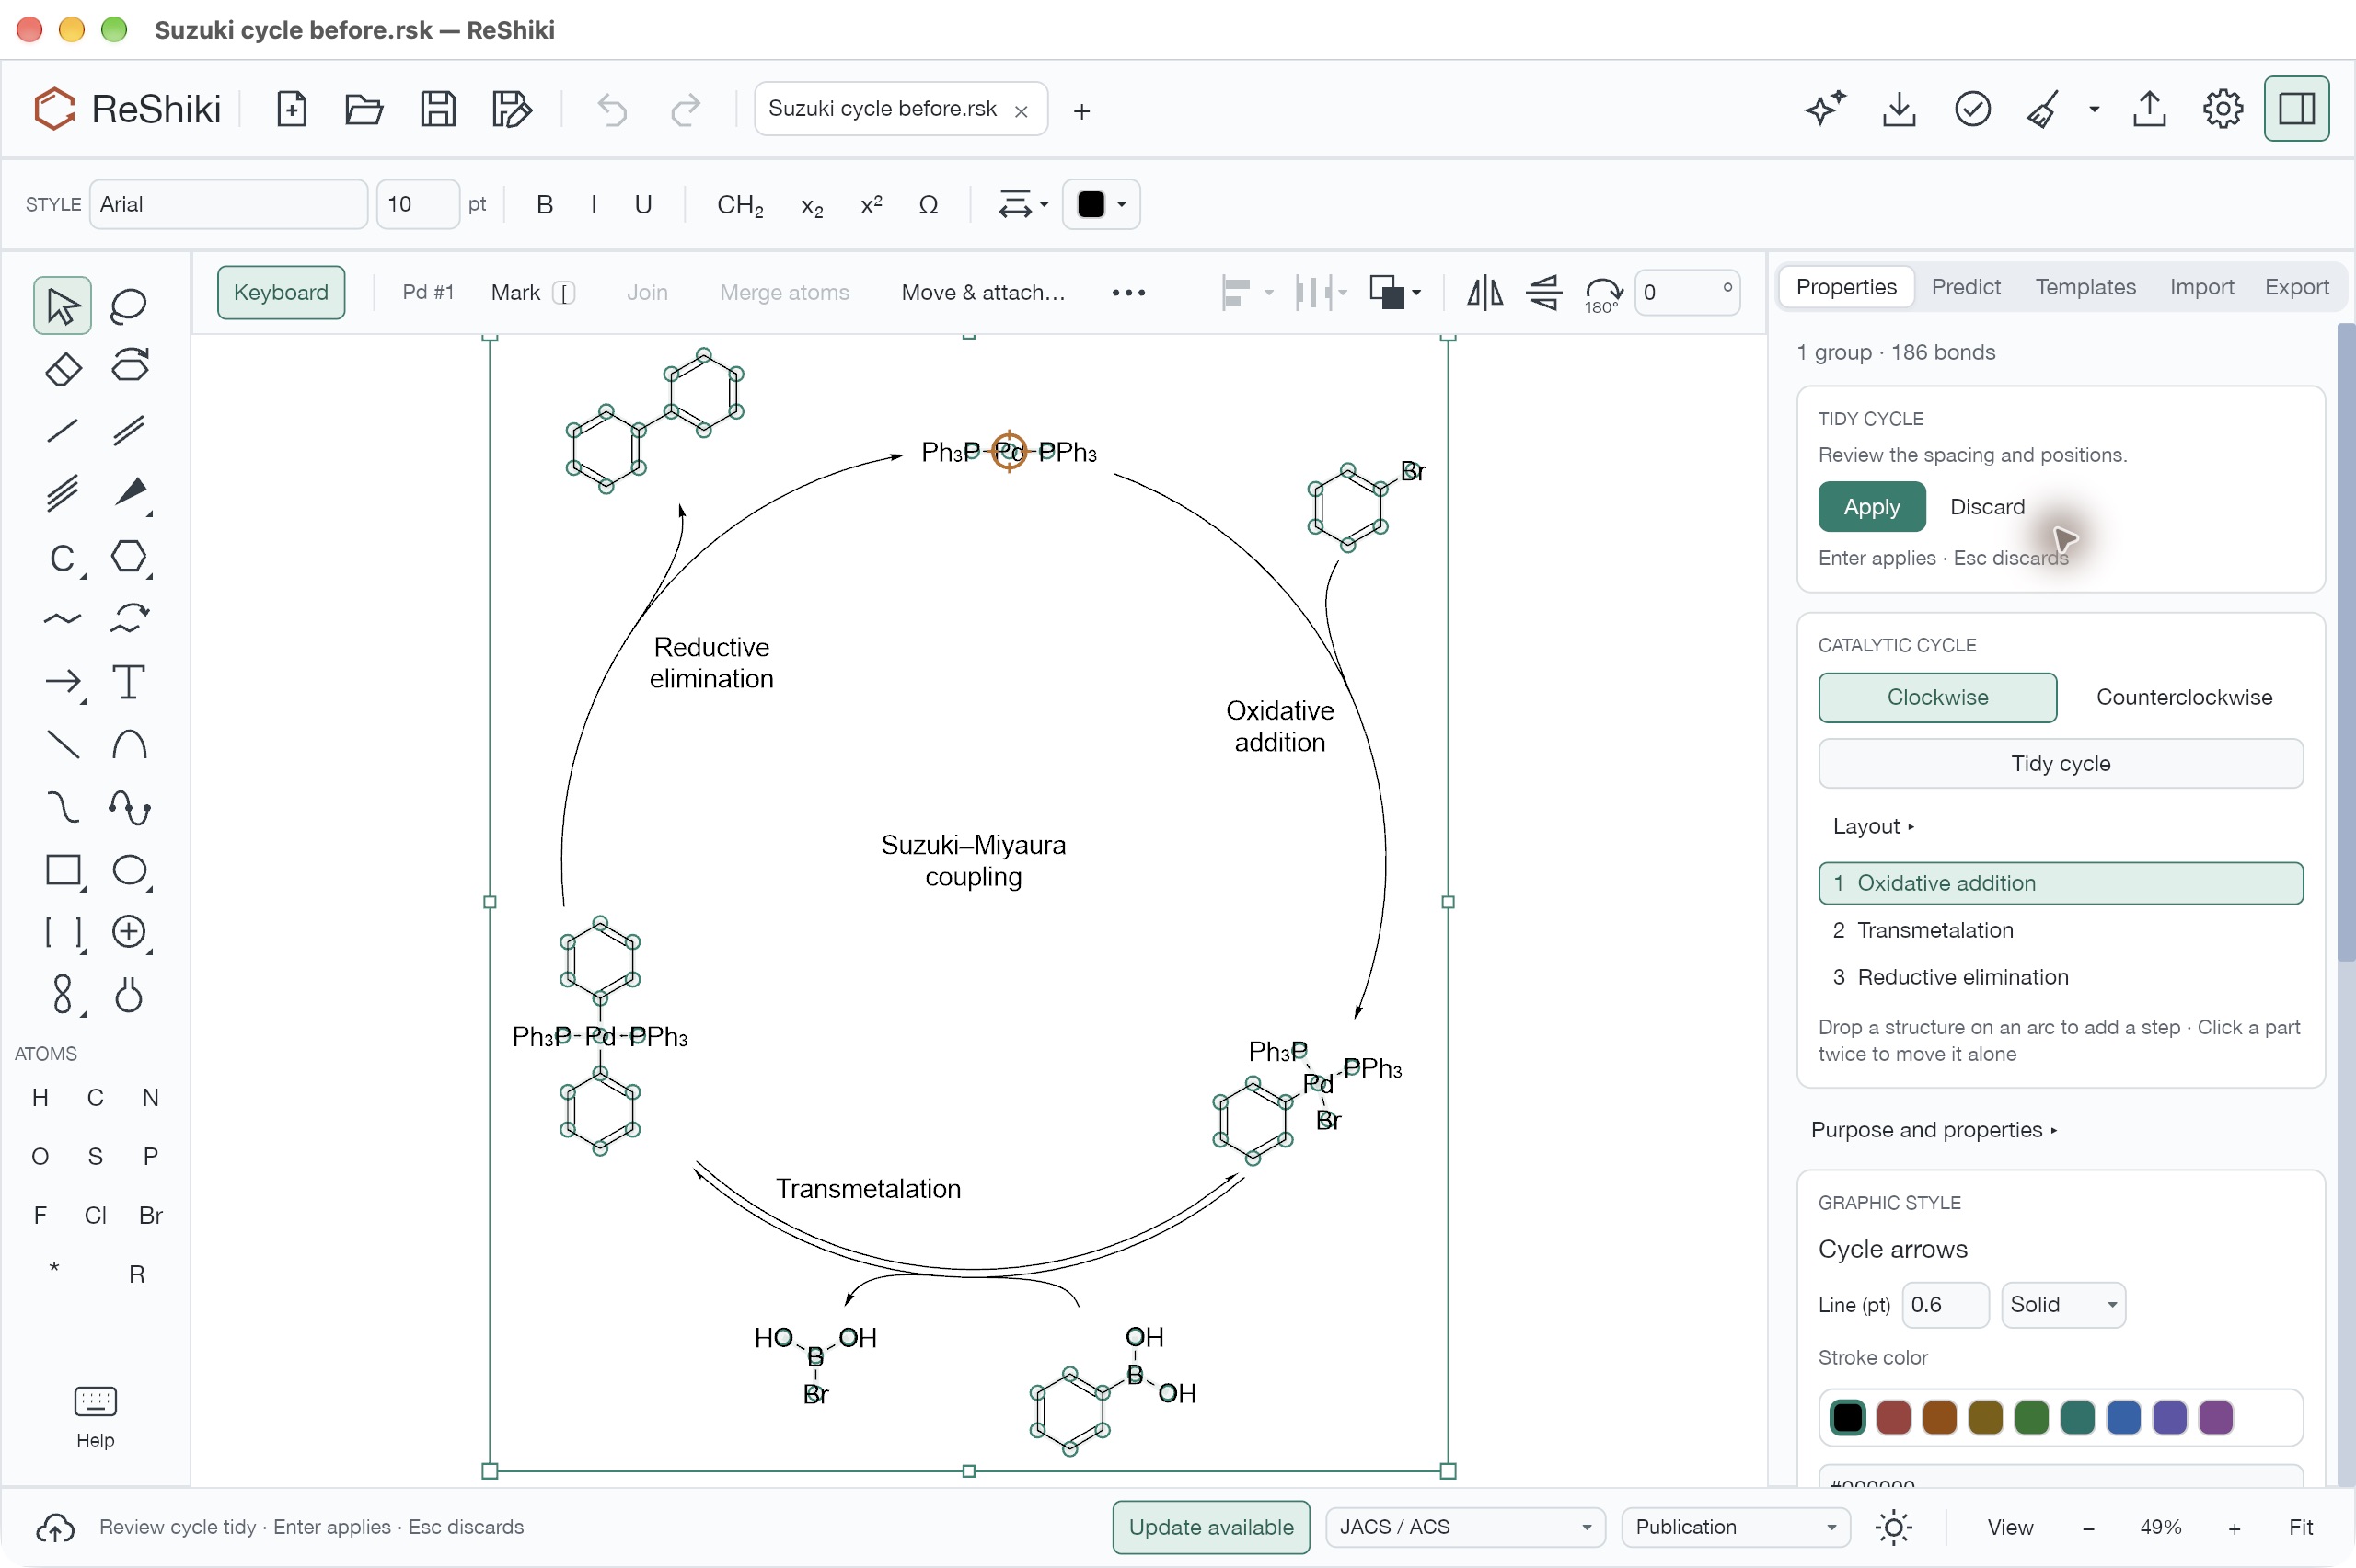 Suzuki cycle before.rsk — ReShiki
ReShiki
Suzuki cycle before.rsk ×
+
STYLE Arial 10 pt B I U CH₂ x₂ x² Ω
Keyboard Pd #1 Mark [ Join Merge atoms Move & attach... 180° 0 °
Properties Predict Templates Import Export
1 group · 186 bonds
TIDY CYCLE
Review the spacing and positions.
Apply Discard
Enter applies · Esc discards
CATALYTIC CYCLE
Clockwise Counterclockwise
Tidy cycle
Layout
1 Oxidative addition
2 Transmetalation
3 Reductive elimination
Drop a structure on an arc to add a step · Click a part
twice to move it alone
Purpose and properties
GRAPHIC STYLE
Cycle arrows
Line (pt) 0.6 Solid
Stroke color
#000000
C
T
[ ]
ATOMS
H C N
O S P
F Cl Br
* R
Help
Ph₃P Pd PPh₃
Br
Reductive
elimination
Oxidative
addition
Suzuki–Miyaura
coupling
Ph₃P Pd PPh₃
Ph₃P
PPh₃
Pd
Br
Transmetalation
HO OH
B
Br
OH
B
OH
Review cycle tidy · Enter applies · Esc discards
Update available JACS / ACS Publication View − 49% + Fit